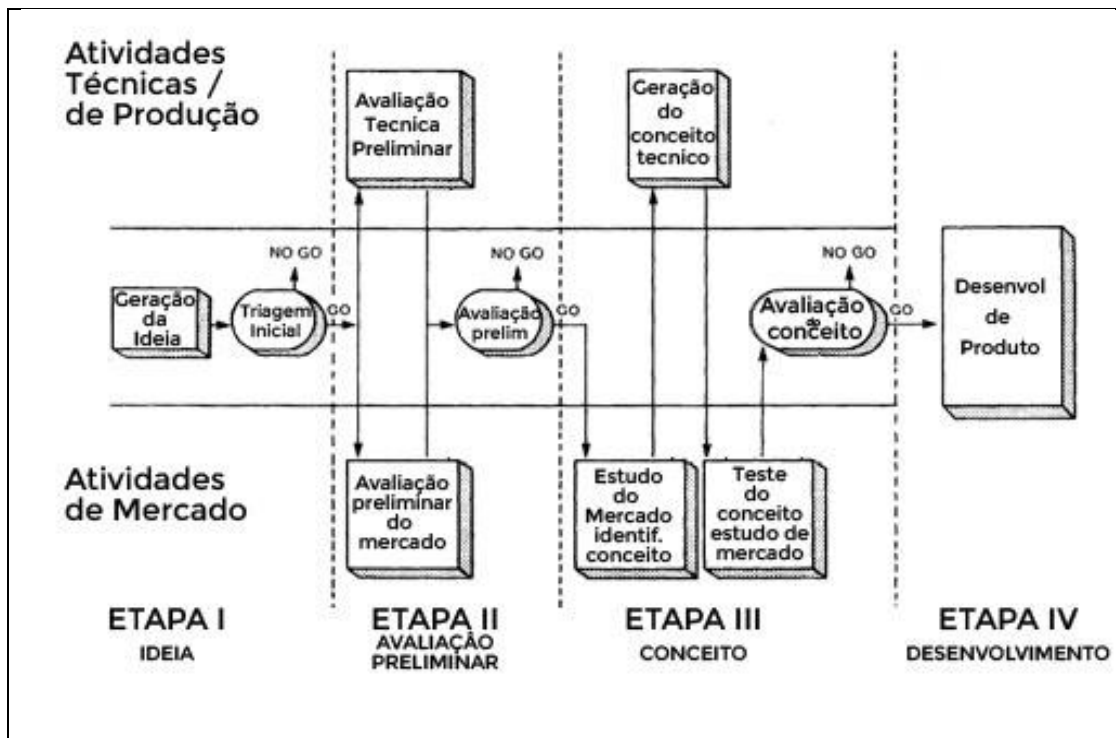 Atividades
Técnicas /
de Produção
Avaliação
Tecnica
Preliminar
Geração
do
conceito
tecnico
Geração
da
Ideia
Triagem
Inicial
NO GO
GO
Avaliação
prelim
NO GO
GO
Avaliação
de
conceito
NO GO
GO
Desenvol
de
Produto
Atividades
de Mercado
Avaliação
preliminar
do
mercado
Estudo
do
Mercado
identif.
conceito
Teste
do
conceito
estudo de
mercado
ETAPA I
IDEIA
ETAPA II
AVALIAÇÃO
PRELIMINAR
ETAPA III
CONCEITO
ETAPA IV
DESENVOLVIMENTO